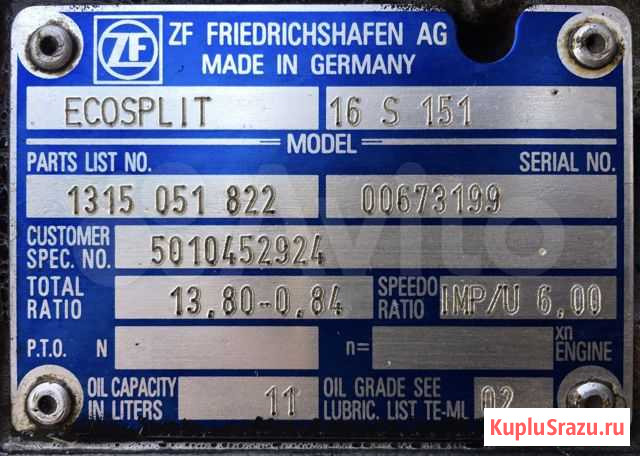 ZF FRIEDRICHSHAFEN AG
MADE IN GERMANY
ECOSPLIT 16 S 151
MODEL
PARTS LIST NO. SERIAL NO.
1315 051 822 00673199
CUSTOMER SPEC. NO. 5010452924
TOTAL RATIO 13,80-0,84 SPEEDO RATIO IMP/U 6,00
P.T.O. N n= xn ENGINE
OIL CAPACITY IN LITERS 11 OIL GRADE SEE LUBRIC. LIST TE-ML 02
Avito
KupluSrazu.ru